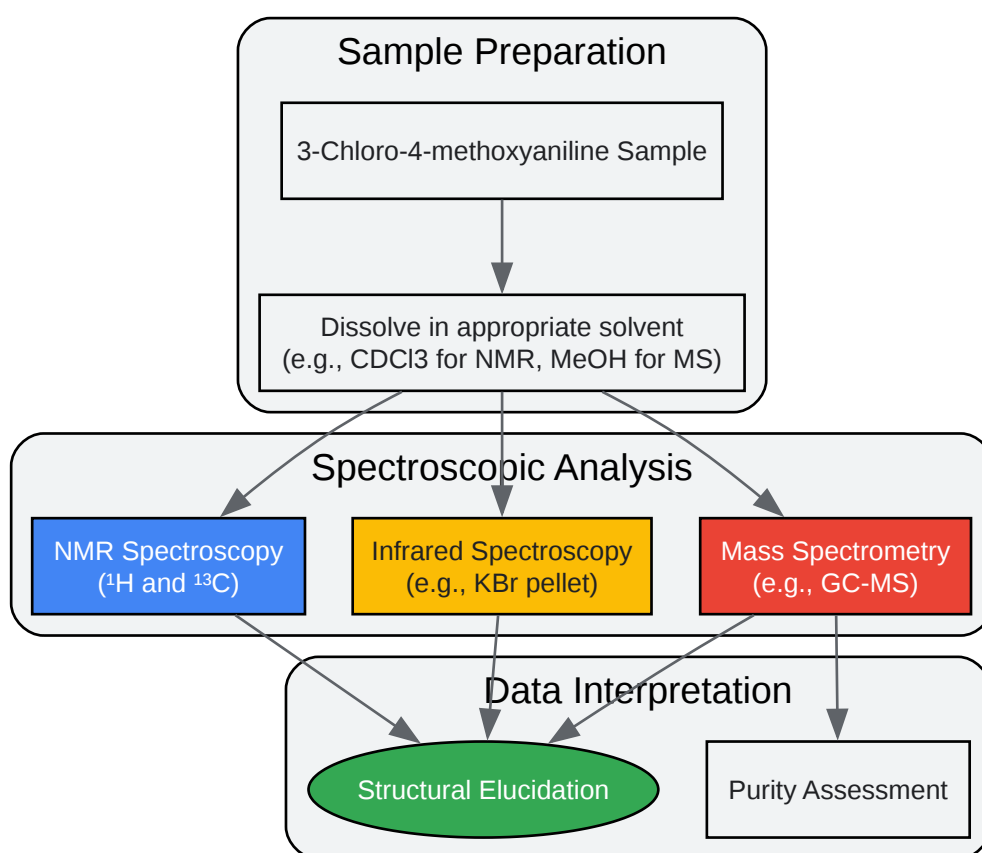 Sample Preparation
3-Chloro-4-methoxyaniline Sample
Dissolve in appropriate solvent
(e.g., CDCl3 for NMR, MeOH for MS)
Spectroscopic Analysis
NMR Spectroscopy
(¹H and ¹³C)
Infrared Spectroscopy
(e.g., KBr pellet)
Mass Spectrometry
(e.g., GC-MS)
Data Interpretation
Structural Elucidation
Purity Assessment